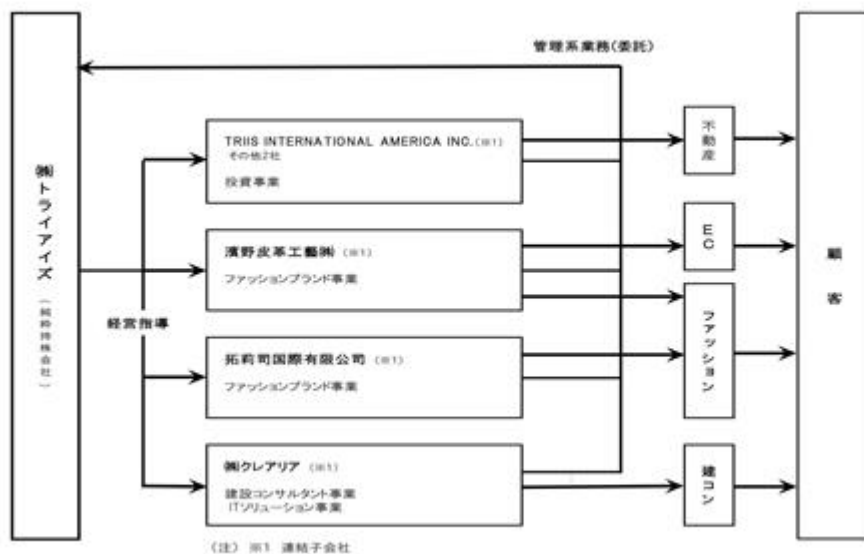 管理系業務(委託)
㈱トライアイズ
(純粋持株会社)
経営指導
TRIIS INTERNATIONAL AMERICA INC.(※1)
その他2社
投資事業
濱野皮革工藝㈱ (※1)
ファッションブランド事業
拓莉司国際有限公司 (※1)
ファッションブランド事業
㈱クレアリア (※1)
建設コンサルタント事業
ITソリューション事業
不動産
EC
ファッション
建コン
顧客
(注) ※1 連結子会社